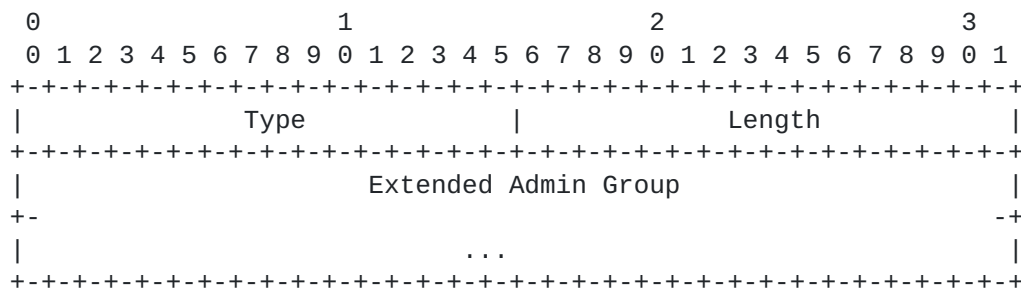 0                   1                   2                   3
 0 1 2 3 4 5 6 7 8 9 0 1 2 3 4 5 6 7 8 9 0 1 2 3 4 5 6 7 8 9 0 1
+-+-+-+-+-+-+-+-+-+-+-+-+-+-+-+-+-+-+-+-+-+-+-+-+-+-+-+-+-+-+-+-+
|              Type             |             Length            |
+-+-+-+-+-+-+-+-+-+-+-+-+-+-+-+-+-+-+-+-+-+-+-+-+-+-+-+-+-+-+-+-+
|                      Extended Admin Group                     |
+-                                                             -+
|                            ...                                |
+-+-+-+-+-+-+-+-+-+-+-+-+-+-+-+-+-+-+-+-+-+-+-+-+-+-+-+-+-+-+-+-+